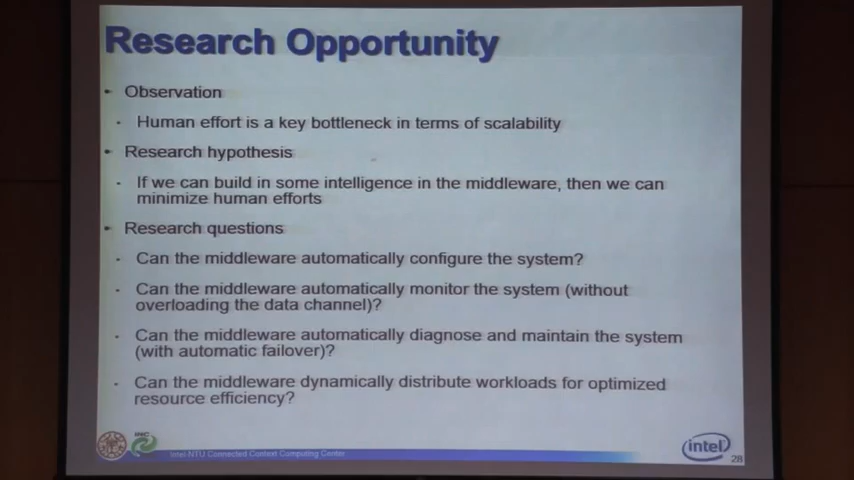 Research Opportunity
• Observation
• Human effort is a key bottleneck in terms of scalability
• Research hypothesis
• If we can build in some intelligence in the middleware, then we can
minimize human efforts
• Research questions
• Can the middleware automatically configure the system?
• Can the middleware automatically monitor the system (without
overloading the data channel)?
• Can the middleware automatically diagnose and maintain the system
(with automatic failover)?
• Can the middleware dynamically distribute workloads for optimized
resource efficiency?
Intel-NTU Connected Context Computing Center
intel
28